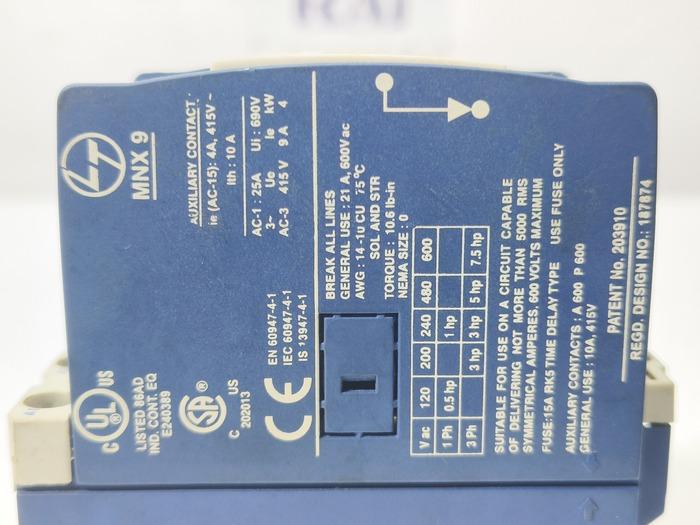 MNX 9
AUXILIARY CONTACT:
ie (AC-15): 4A, 415V ~
Ith : 10 A
AC-1 : 25A Ui : 690V
3~ Ue Ie kW
AC-3 415 V 9 A 4
C UL US
LISTED 86AD
IND. CONT. EQ
E240389
SA
C US
202013
CE
EN 60947-4-1
IEC 60947-4-1
IS 13947-4-1
BREAK ALL LINES
GENERAL USE : 21 A, 600Vac
AWG : 14 -1u CU 75 °C
SOL AND STR
TORQUE : 10.6 lb-in
NEMA SIZE : 0
V ac 120 200 240 480 600
1 Ph 0.5 hp 1 hp
3 Ph 3 hp 3 hp 5 hp 7.5 hp
SUITABLE FOR USE ON A CIRCUIT CAPABLE
OF DELIVERING NOT MORE THAN 5000 RMS
SYMMETRICAL AMPERES, 600 VOLTS MAXIMUM
FUSE-15A RK5 TIME DELAY TYPE USE FUSE ONLY
AUXILIARY CONTACTS : A 600 P 600
GENERAL USE : 10A, 415V
PATENT No. 203910
REGD. DESIGN NO.: 187874